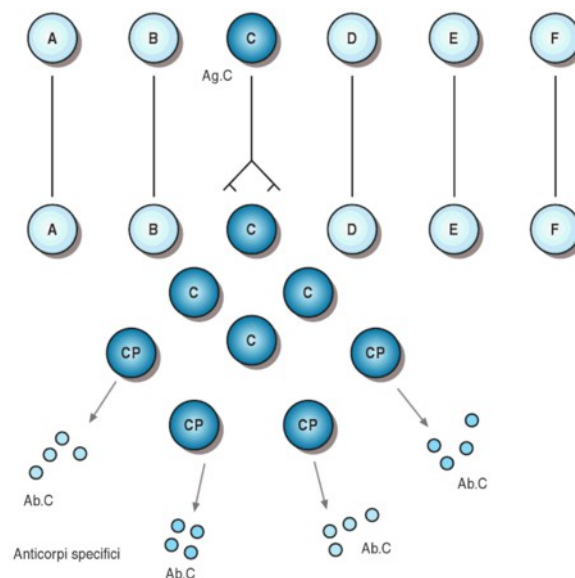 A B C D E F
Ag.C
A B C D E F
C C
C
CP CP
CP CP
Ab.C
Ab.C
Ab.C
Anticorpi specifici
Ab.C